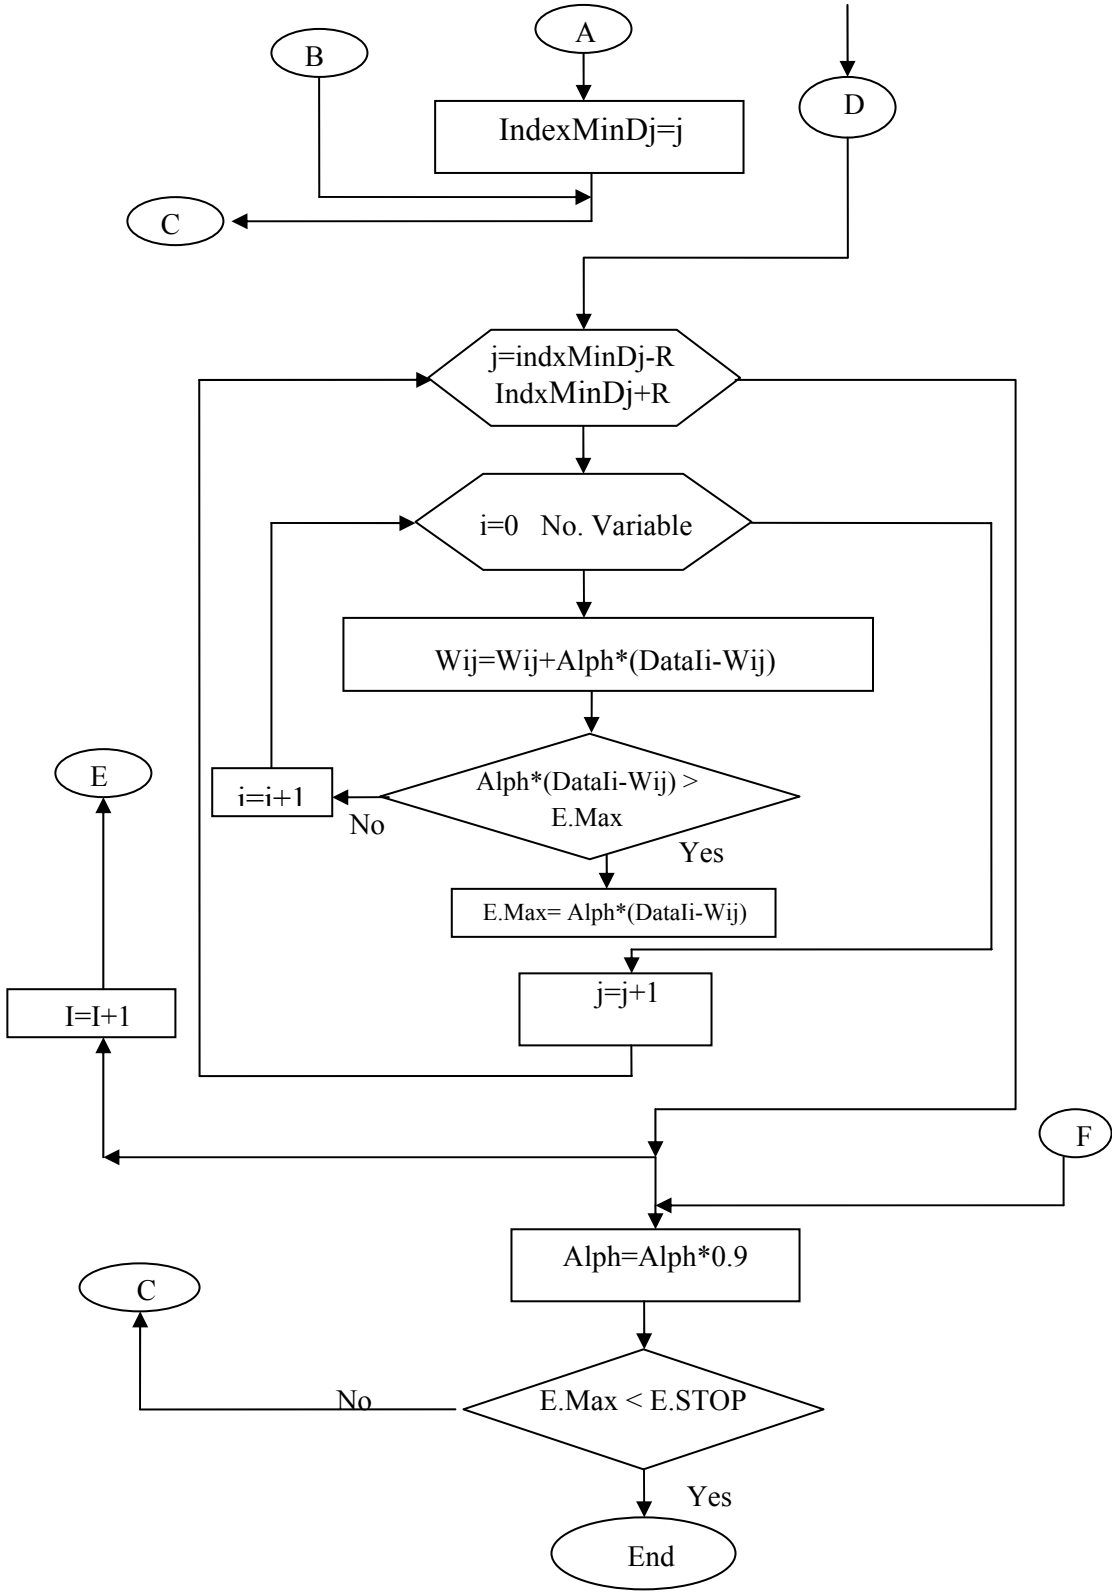 A
B
D
IndexMinDj=j
C
j=indxMinDj-R
IndxMinDj+R
i=0 No. Variable
Wij=Wij+Alph*(DataIi-Wij)
E
Alph*(DataIi-Wij) >
E.Max
i=i+1
No
Yes
E.Max= Alph*(DataIi-Wij)
j=j+1
I=I+1
F
Alph=Alph*0.9
C
E.Max < E.STOP
No
Yes
End